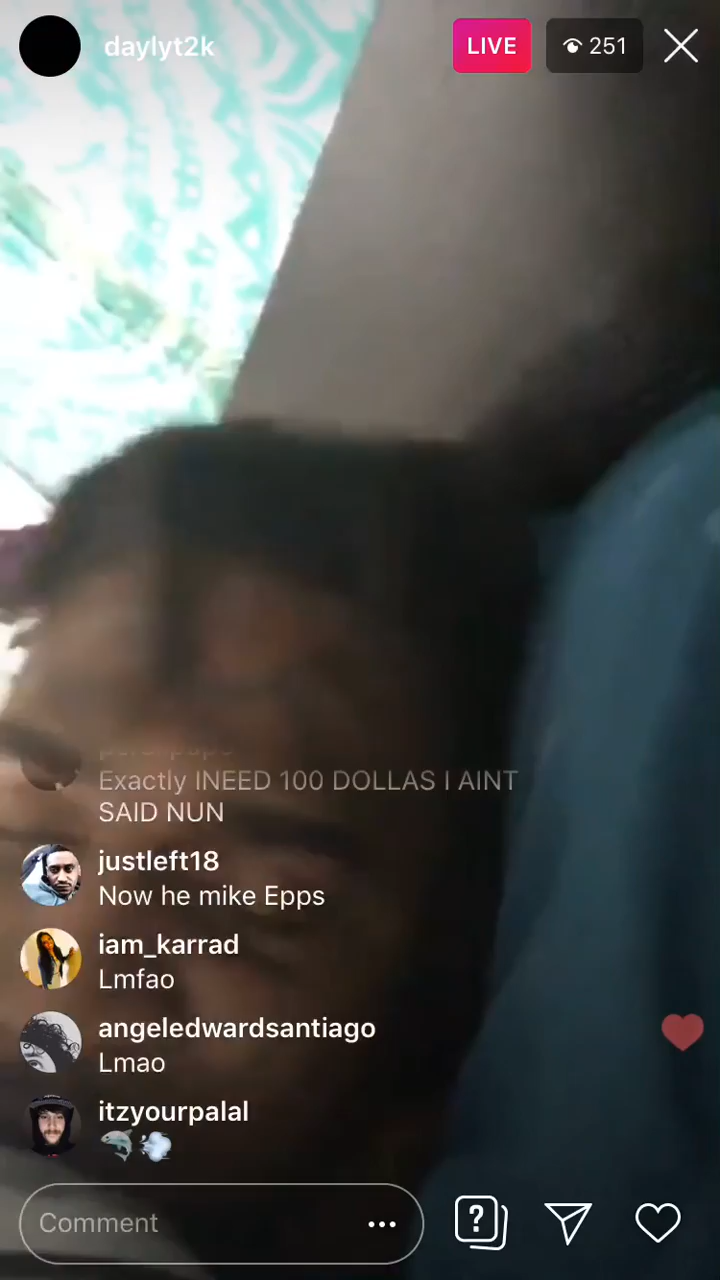 daylyt2k
LIVE
251
Exactly INEED 100 DOLLAS I AINT
SAID NUN
justleft18
Now he mike Epps
iam_karrad
Lmfao
angeledwardsantiago
Lmao
itzyourpalal
🦈💨
Comment